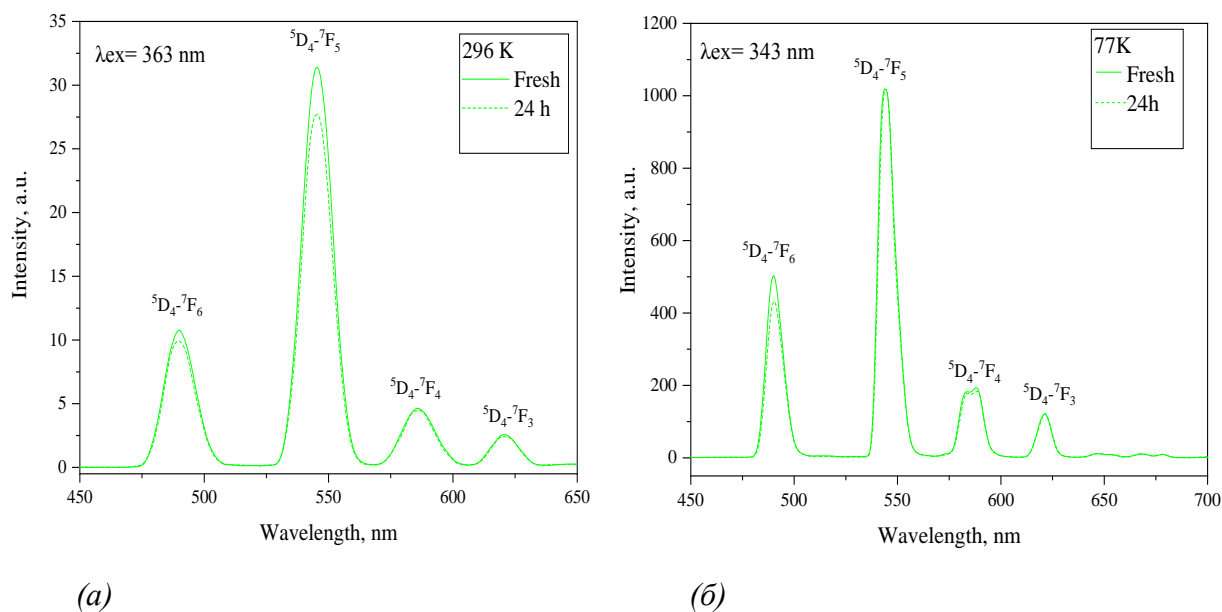 λex= 363 nm
⁵D₄-⁷F₅
296 K
Fresh
24 h
⁵D₄-⁷F₆
⁵D₄-⁷F₄
⁵D₄-⁷F₃
35
30
25
20
15
10
5
0
Intensity, a.u.
450 500 550 600 650
Wavelength, nm
(а)
λex= 343 nm
⁵D₄-⁷F₅
77K
Fresh
24h
⁵D₄-⁷F₆
⁵D₄-⁷F₄
⁵D₄-⁷F₃
1200
1000
800
600
400
200
0
Intensity, a.u.
450 500 550 600 650 700
Wavelength, nm
(б)